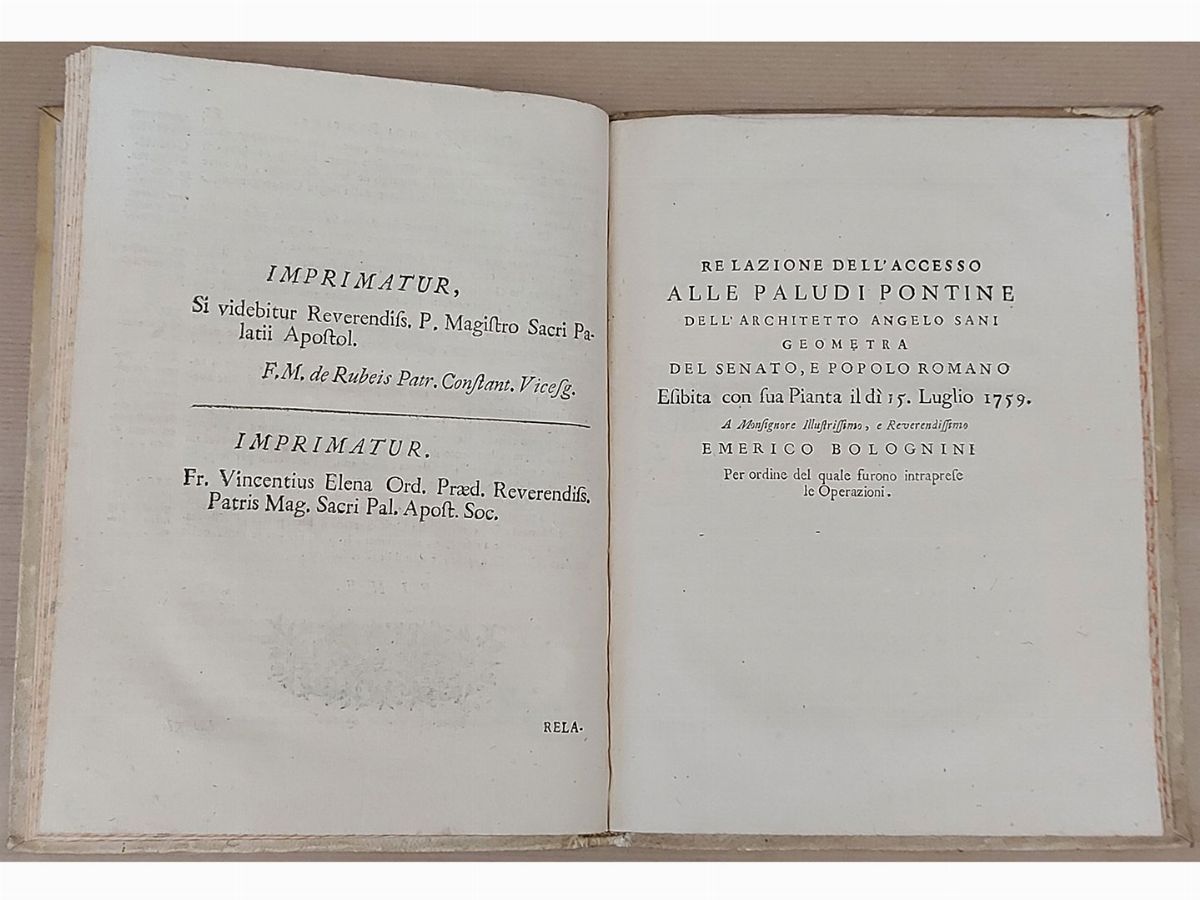 IMPRIMATUR,
Si videbitur Reverendiſs. P. Magiſtro Sacri Pa-
latii Apoſtol.
F.M. de Rubeis Patr. Conſtant. Viceſg.
IMPRIMATUR.
Fr. Vincentius Elena Ord. Præd. Reverendiſs.
Patris Mag. Sacri Pal. Apoſt. Soc.
RELA-
RELAZIONE DELL'ACCESSO
ALLE PALUDI PONTINE
DELL'ARCHITETTO ANGELO SANI
GEOMETRA
DEL SENATO, E POPOLO ROMANO
Eſibita con ſua Pianta il dì 15. Luglio 1759.
A Monſignore Illuſtriſſimo, e Reverendiſſimo
EMERICO BOLOGNINI
Per ordine del quale furono intrapreſe
le Operazioni.